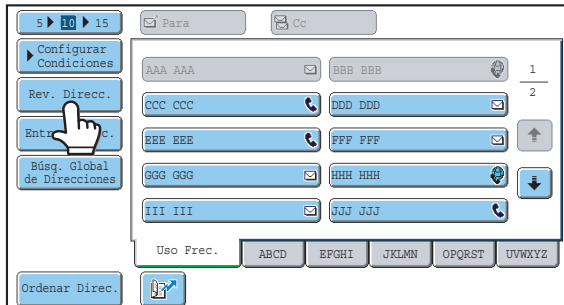 5 10 15
Para
Cc
Configurar
Condiciones
Rev. Direcc.
Búsq. Global
de Direcciones
Ordenar Direc.
AAA AAA
BBB BBB
CCC CCC
DDD DDD
EEE EEE
FFF FFF
GGG GGG
HHH HHH
III III
JJJ JJJ
1
2
Uso Frec.
ABCD
EFGHI
JKLMN
OPQRST
UVWXYZ